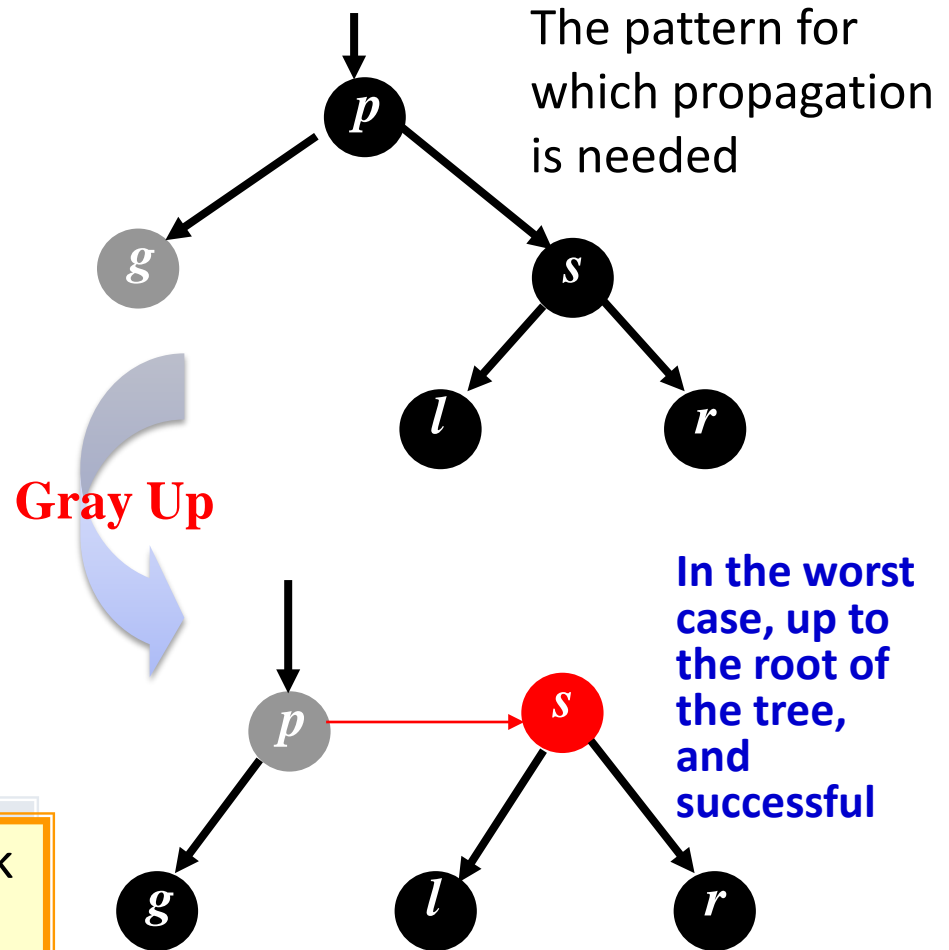 The pattern for
which propagation
is needed
p
g
s
l
r
Gray Up
In the worst
case, up to
the root of
the tree,
and
successful
p
s
g
l
r